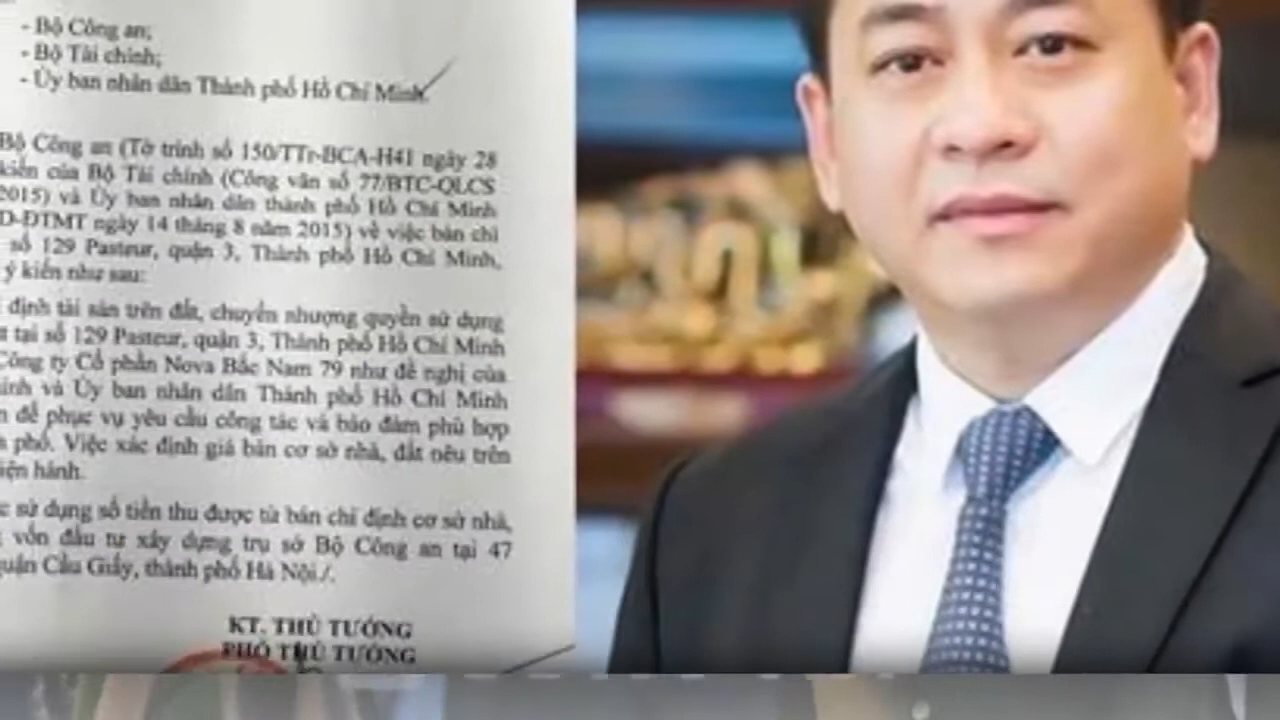 - Bộ Công an;
- Bộ Tài chính;
- Ủy ban nhân dân Thành phố Hồ Chí Minh.
Bộ Công an (Tờ trình số 150/TTr-BCA-H41 ngày 28
kiến của Bộ Tài chính (Công văn số 77/BTC-QLCS
2015) và Ủy ban nhân dân thành phố Hồ Chí Minh
D-ĐTMT ngày 14 tháng 8 năm 2015) về việc bán chỉ
số 129 Pasteur, quận 3, Thành phố Hồ Chí Minh,
ý kiến như sau:
định tài sản trên đất, chuyển nhượng quyền sử dụng
tại số 129 Pasteur, quận 3, Thành phố Hồ Chí Minh
Công ty Cổ phần Nova Bắc Nam 79 như đề nghị của
và Ủy ban nhân dân Thành phố Hồ Chí Minh
để phục vụ yêu cầu công tác và bảo đảm phù hợp
phố. Việc xác định giá bán cơ sở nhà, đất nêu trên
hiện hành.
sử dụng số tiền thu được từ bán chỉ định cơ sở nhà,
vốn đầu tư xây dựng trụ sở Bộ Công an tại 47
quận Cầu Giấy, thành phố Hà Nội./.
KT. THỦ TƯỚNG
PHÓ THỦ TƯỚNG